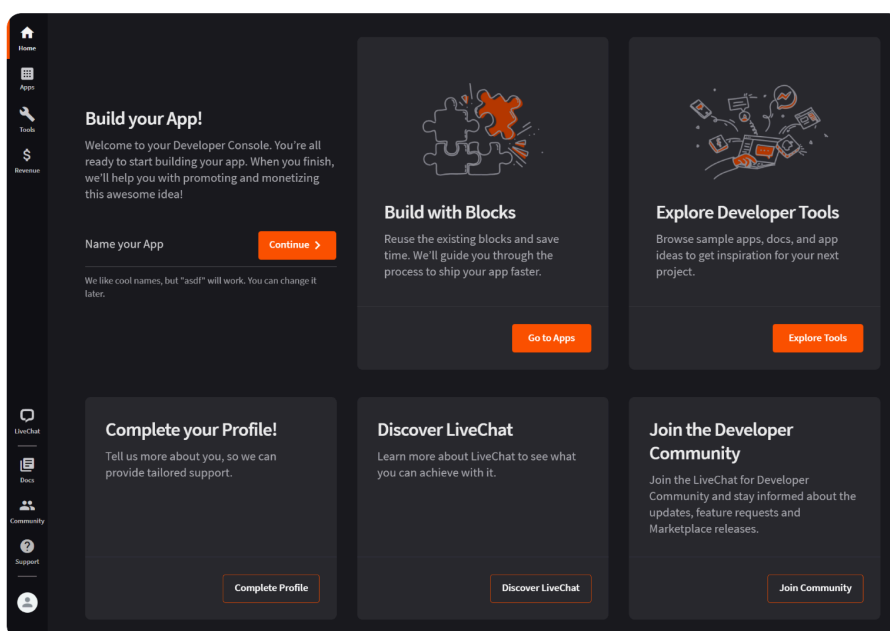 Home
Apps
Tools
Revenue
LiveChat
Docs
Community
Support
Build your App!
Welcome to your Developer Console. You're all
ready to start building your app. When you finish,
we'll help you with promoting and monetizing
this awesome idea!
Name your App
Continue
We like cool names, but "asdf" will work. You can change it
later.
Build with Blocks
Reuse the existing blocks and save
time. We'll guide you through the
process to ship your app faster.
Go to Apps
Explore Developer Tools
Browse sample apps, docs, and app
ideas to get inspiration for your next
project.
Explore Tools
Complete your Profile!
Tell us more about you, so we can
provide tailored support.
Complete Profile
Discover LiveChat
Learn more about LiveChat to see what
you can achieve with it.
Discover LiveChat
Join the Developer
Community
Join the LiveChat for Developer
Community and stay informed about the
updates, feature requests and
Marketplace releases.
Join Community